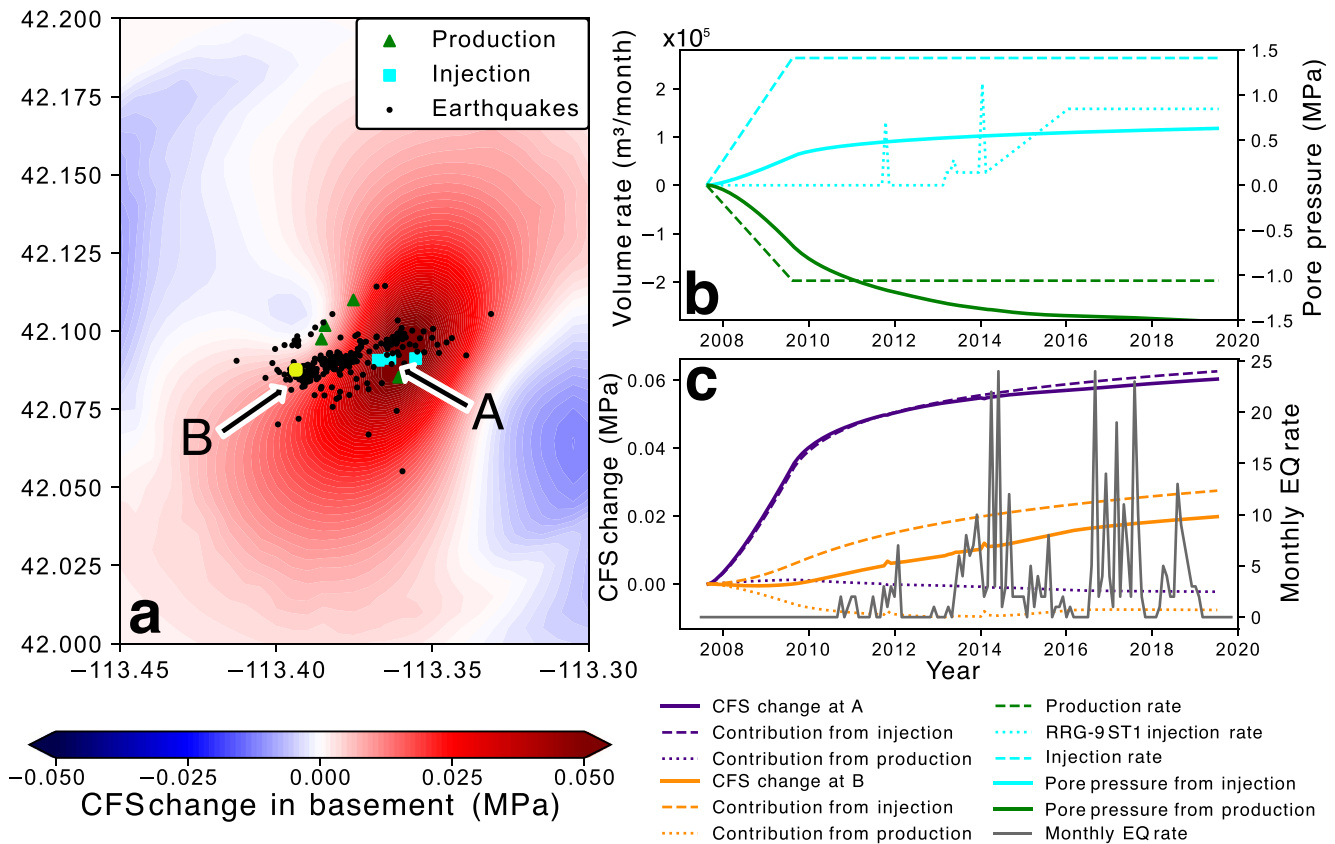 42.200
42.175
42.150
42.125
42.100
42.075
42.050
42.025
42.000
−113.45
−113.40
−113.35
−113.30
Production
Injection
Earthquakes
A
B
a
−0.050
−0.025
0.000
0.025
0.050
CFS change in basement (MPa)
x10⁵
2
1
0
−1
−2
Volume rate (m³/month)
1.5
1.0
0.5
0.0
−0.5
−1.0
−1.5
Pore pressure (MPa)
b
2008
2010
2012
2014
2016
2018
2020
0.06
0.04
0.02
0.00
CFS change (MPa)
25
20
15
10
5
0
Monthly EQ rate
c
2008
2010
2012
2014
2016
2018
2020
Year
CFS change at A
Contribution from injection
Contribution from production
CFS change at B
Contribution from injection
Contribution from production
Production rate
RRG-9 ST1 injection rate
Injection rate
Pore pressure from injection
Pore pressure from production
Monthly EQ rate